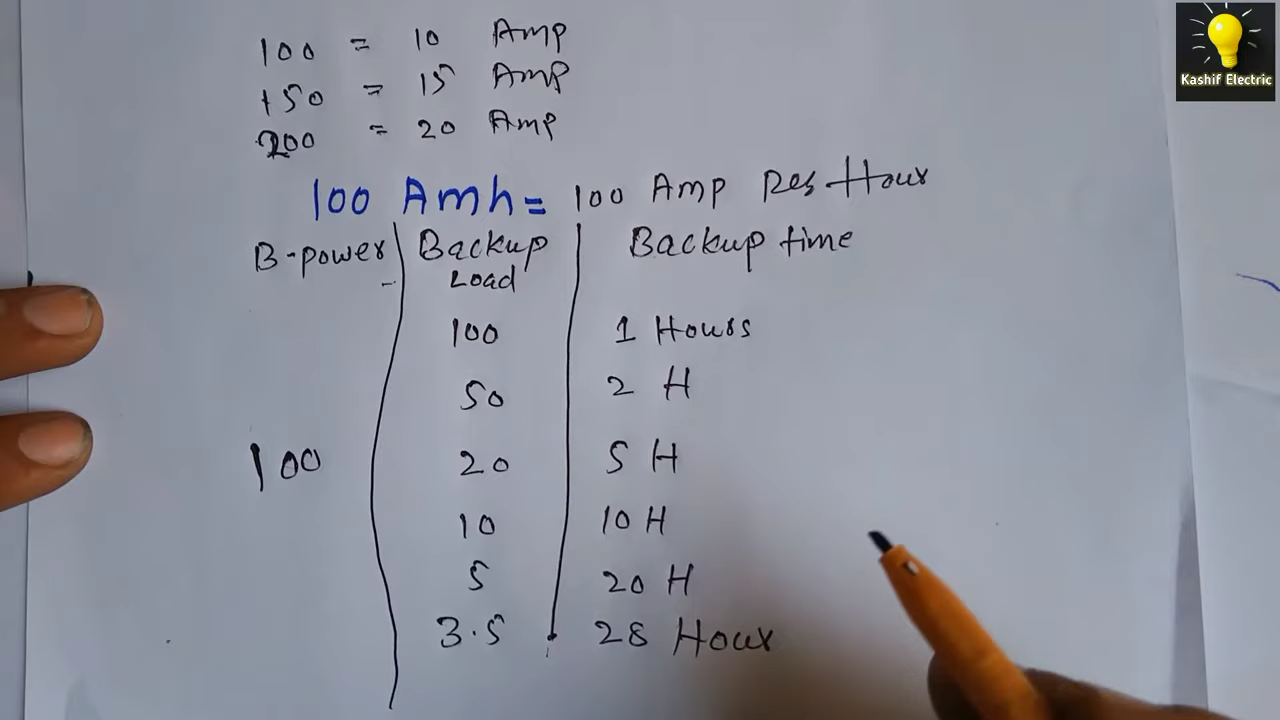 100 = 10 Amp
150 = 15 Amp
200 = 20 Amp
100 Amh = 100 Amp Per Hour
B-power Backup Load Backup time
100 1 Hours
50 2 H
100 20 5 H
10 10 H
5 20 H
3.5 28 Hour
Kashif Electric